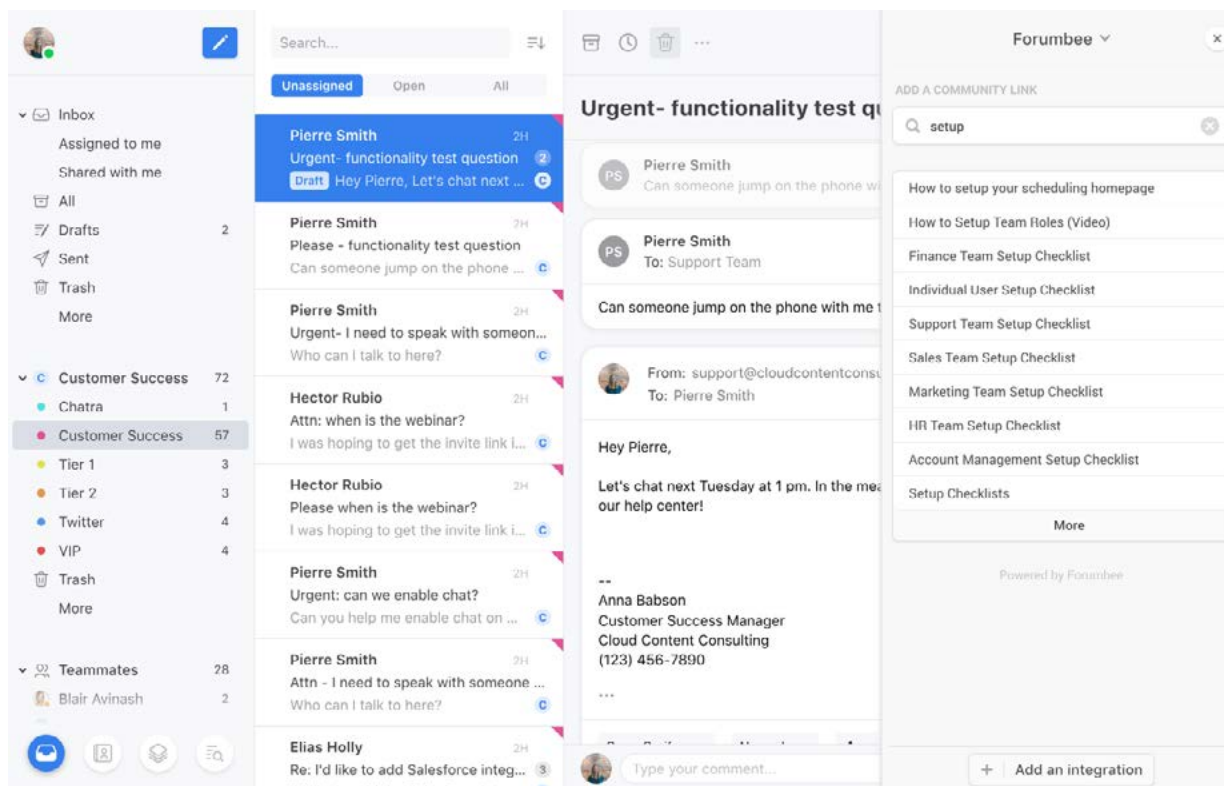 Inbox
Assigned to me
Shared with me
All
Drafts 2
Sent
Trash
More
C Customer Success 72
Chatra 1
Customer Success 57
Tier 1 3
Tier 2 3
Twitter 4
VIP 4
Trash
More
Teammates 28
Blair Avinash 2
Search...
Unassigned Open All
Pierre Smith 2H
Urgent- functionality test question 2
Draft Hey Pierre, Let's chat next ... C
Pierre Smith 2H
Please - functionality test question
Can someone jump on the phone ... C
Pierre Smith 2H
Urgent- I need to speak with someon...
Who can I talk to here? C
Hector Rubio 2H
Attn: when is the webinar?
I was hoping to get the invite link i... C
Hector Rubio 2H
Please when is the webinar?
I was hoping to get the invite link i... C
Pierre Smith 2H
Urgent: can we enable chat?
Can you help me enable chat on ... C
Pierre Smith 2H
Attn - I need to speak with someone ...
Who can I talk to here? C
Elias Holly 2H
Re: I'd like to add Salesforce integ... 3
Urgent- functionality test qu
PS Pierre Smith
Can someone jump on the phone wi
PS Pierre Smith
To: Support Team
Can someone jump on the phone with me
From: support@cloudcontentconsu
To: Pierre Smith
Hey Pierre,
Let's chat next Tuesday at 1 pm. In the mea
our help center!
--
Anna Babson
Customer Success Manager
Cloud Content Consulting
(123) 456-7890
...
Type your comment...
Forumbee
ADD A COMMUNITY LINK
setup
How to setup your scheduling homepage
How to Setup Team Roles (Video)
Finance Team Setup Checklist
Individual User Setup Checklist
Support Team Setup Checklist
Sales Team Setup Checklist
Marketing Team Setup Checklist
HR Team Setup Checklist
Account Management Setup Checklist
Setup Checklists
More
Powered by Forumbee
+ Add an integration